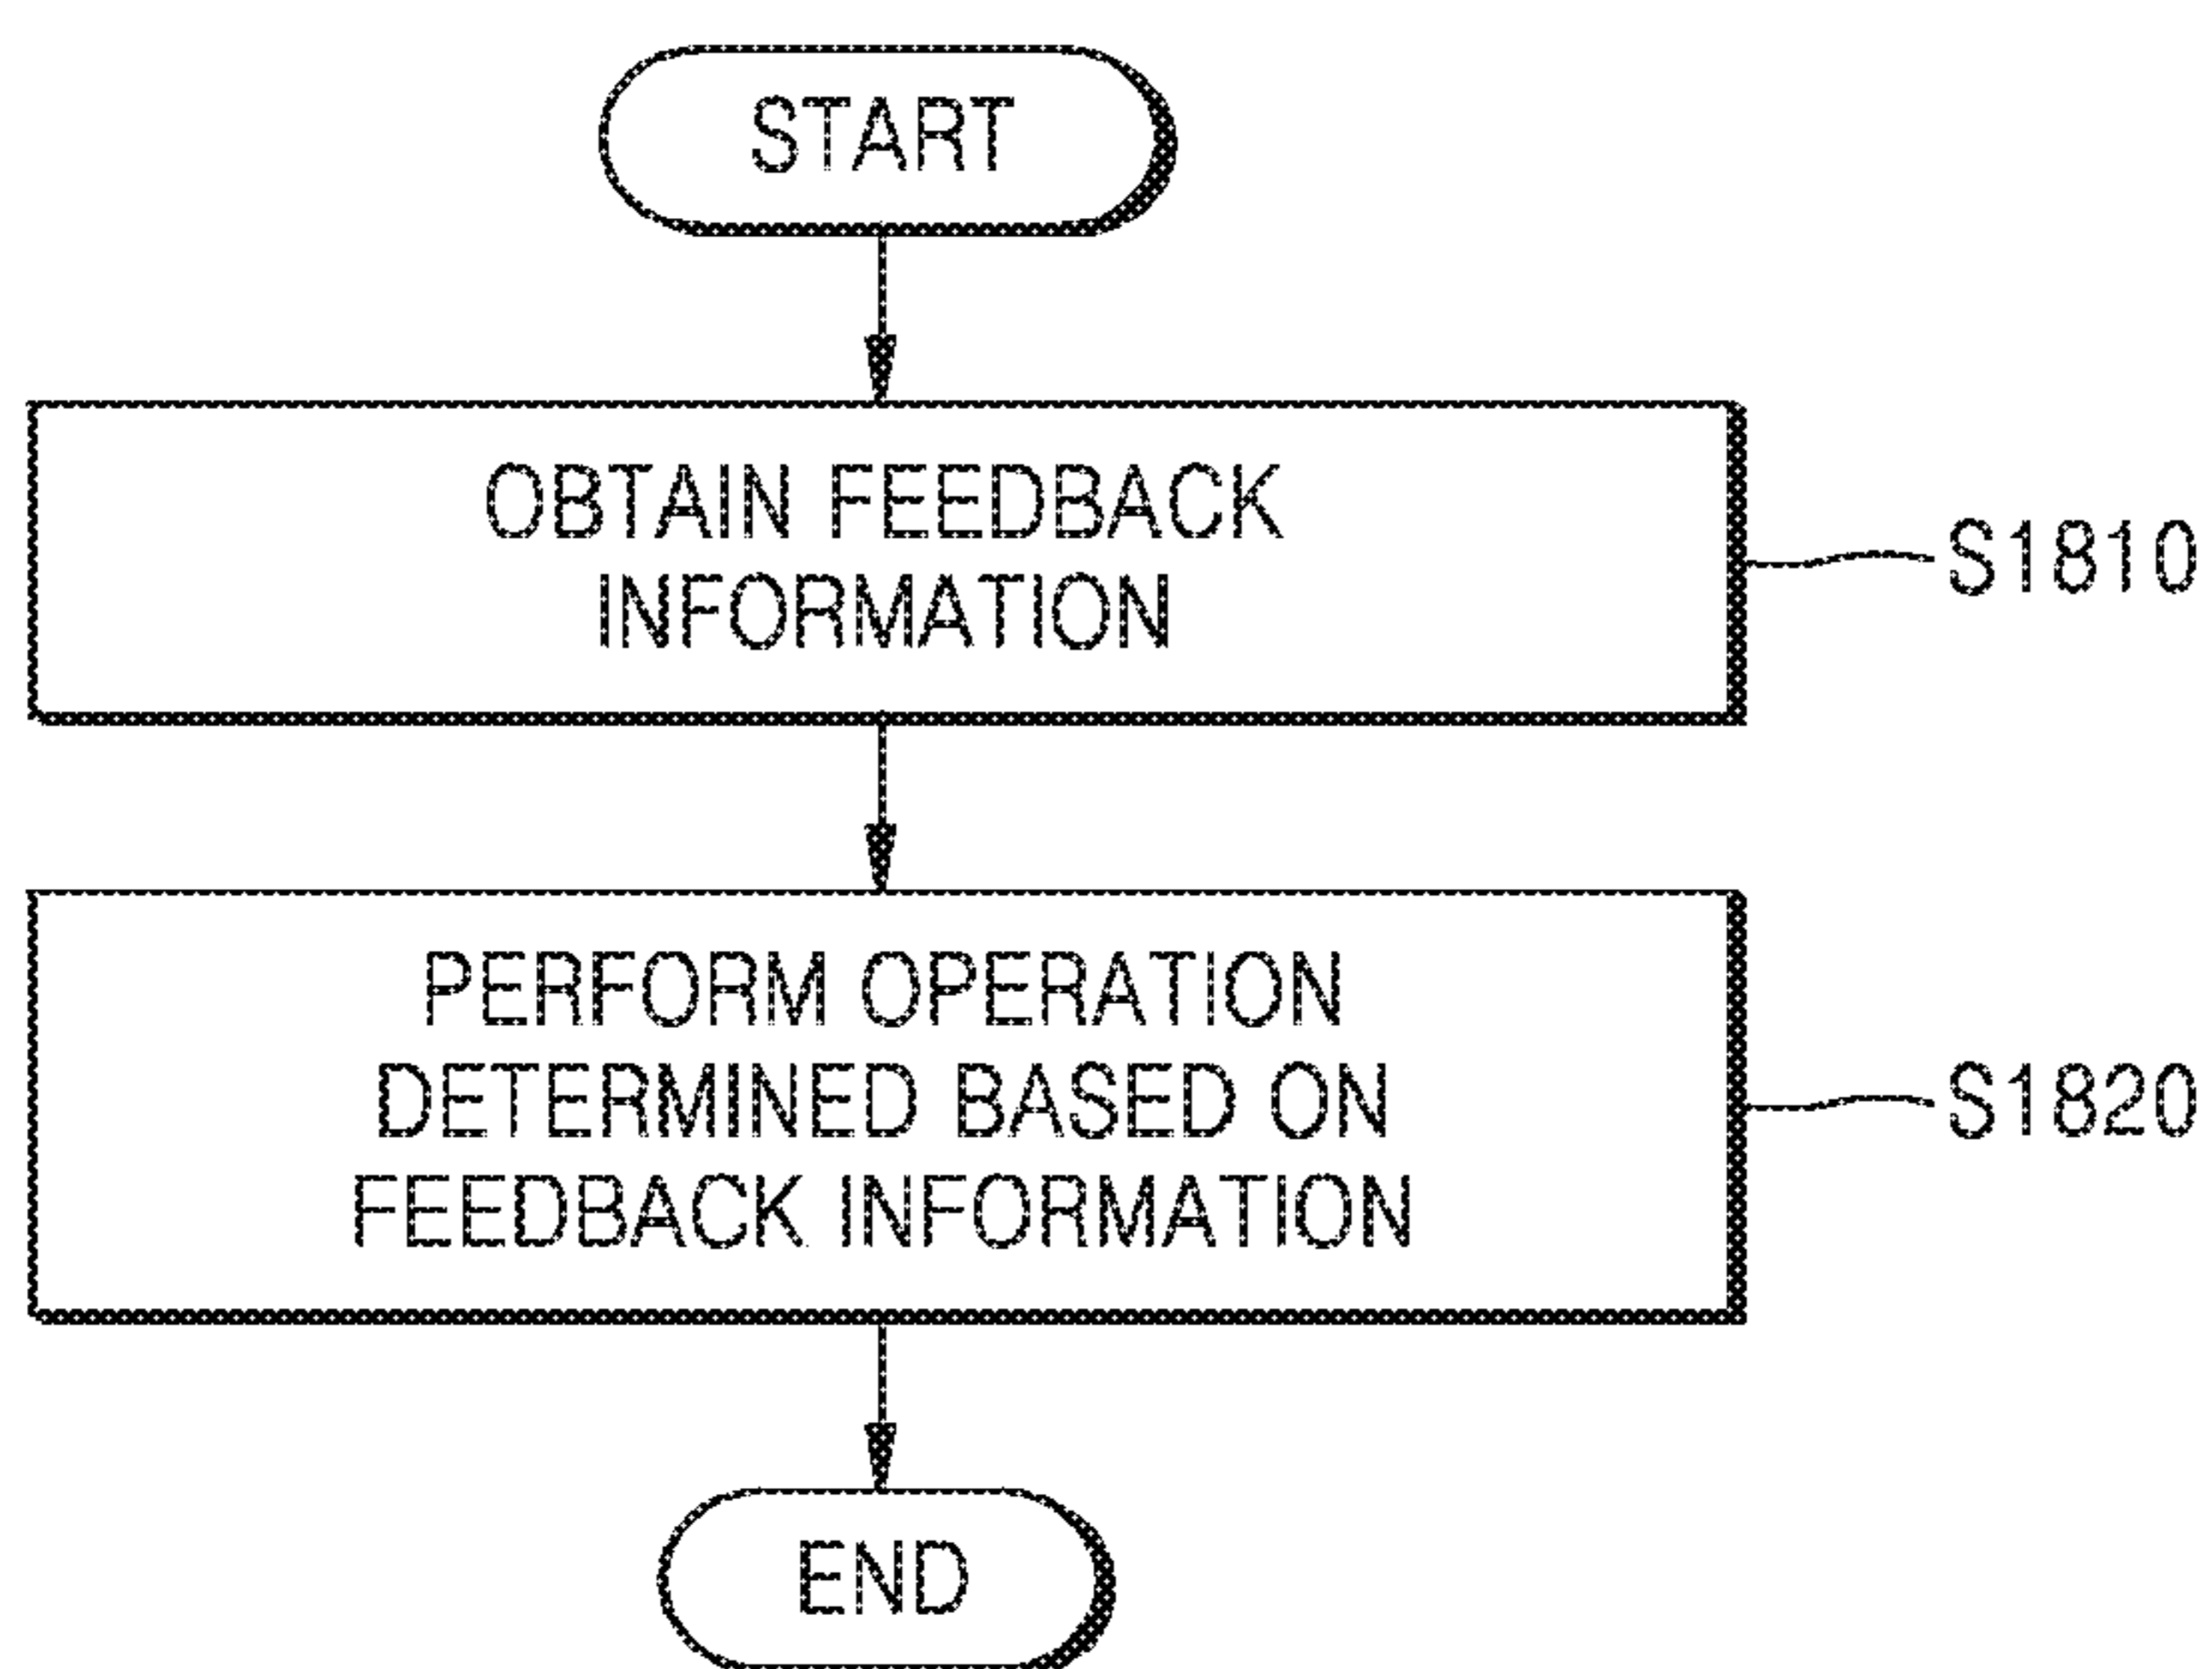 START
OBTAIN FEEDBACK
INFORMATION
S1810
PERFORM OPERATION
DETERMINED BASED ON
FEEDBACK INFORMATION
S1820
END